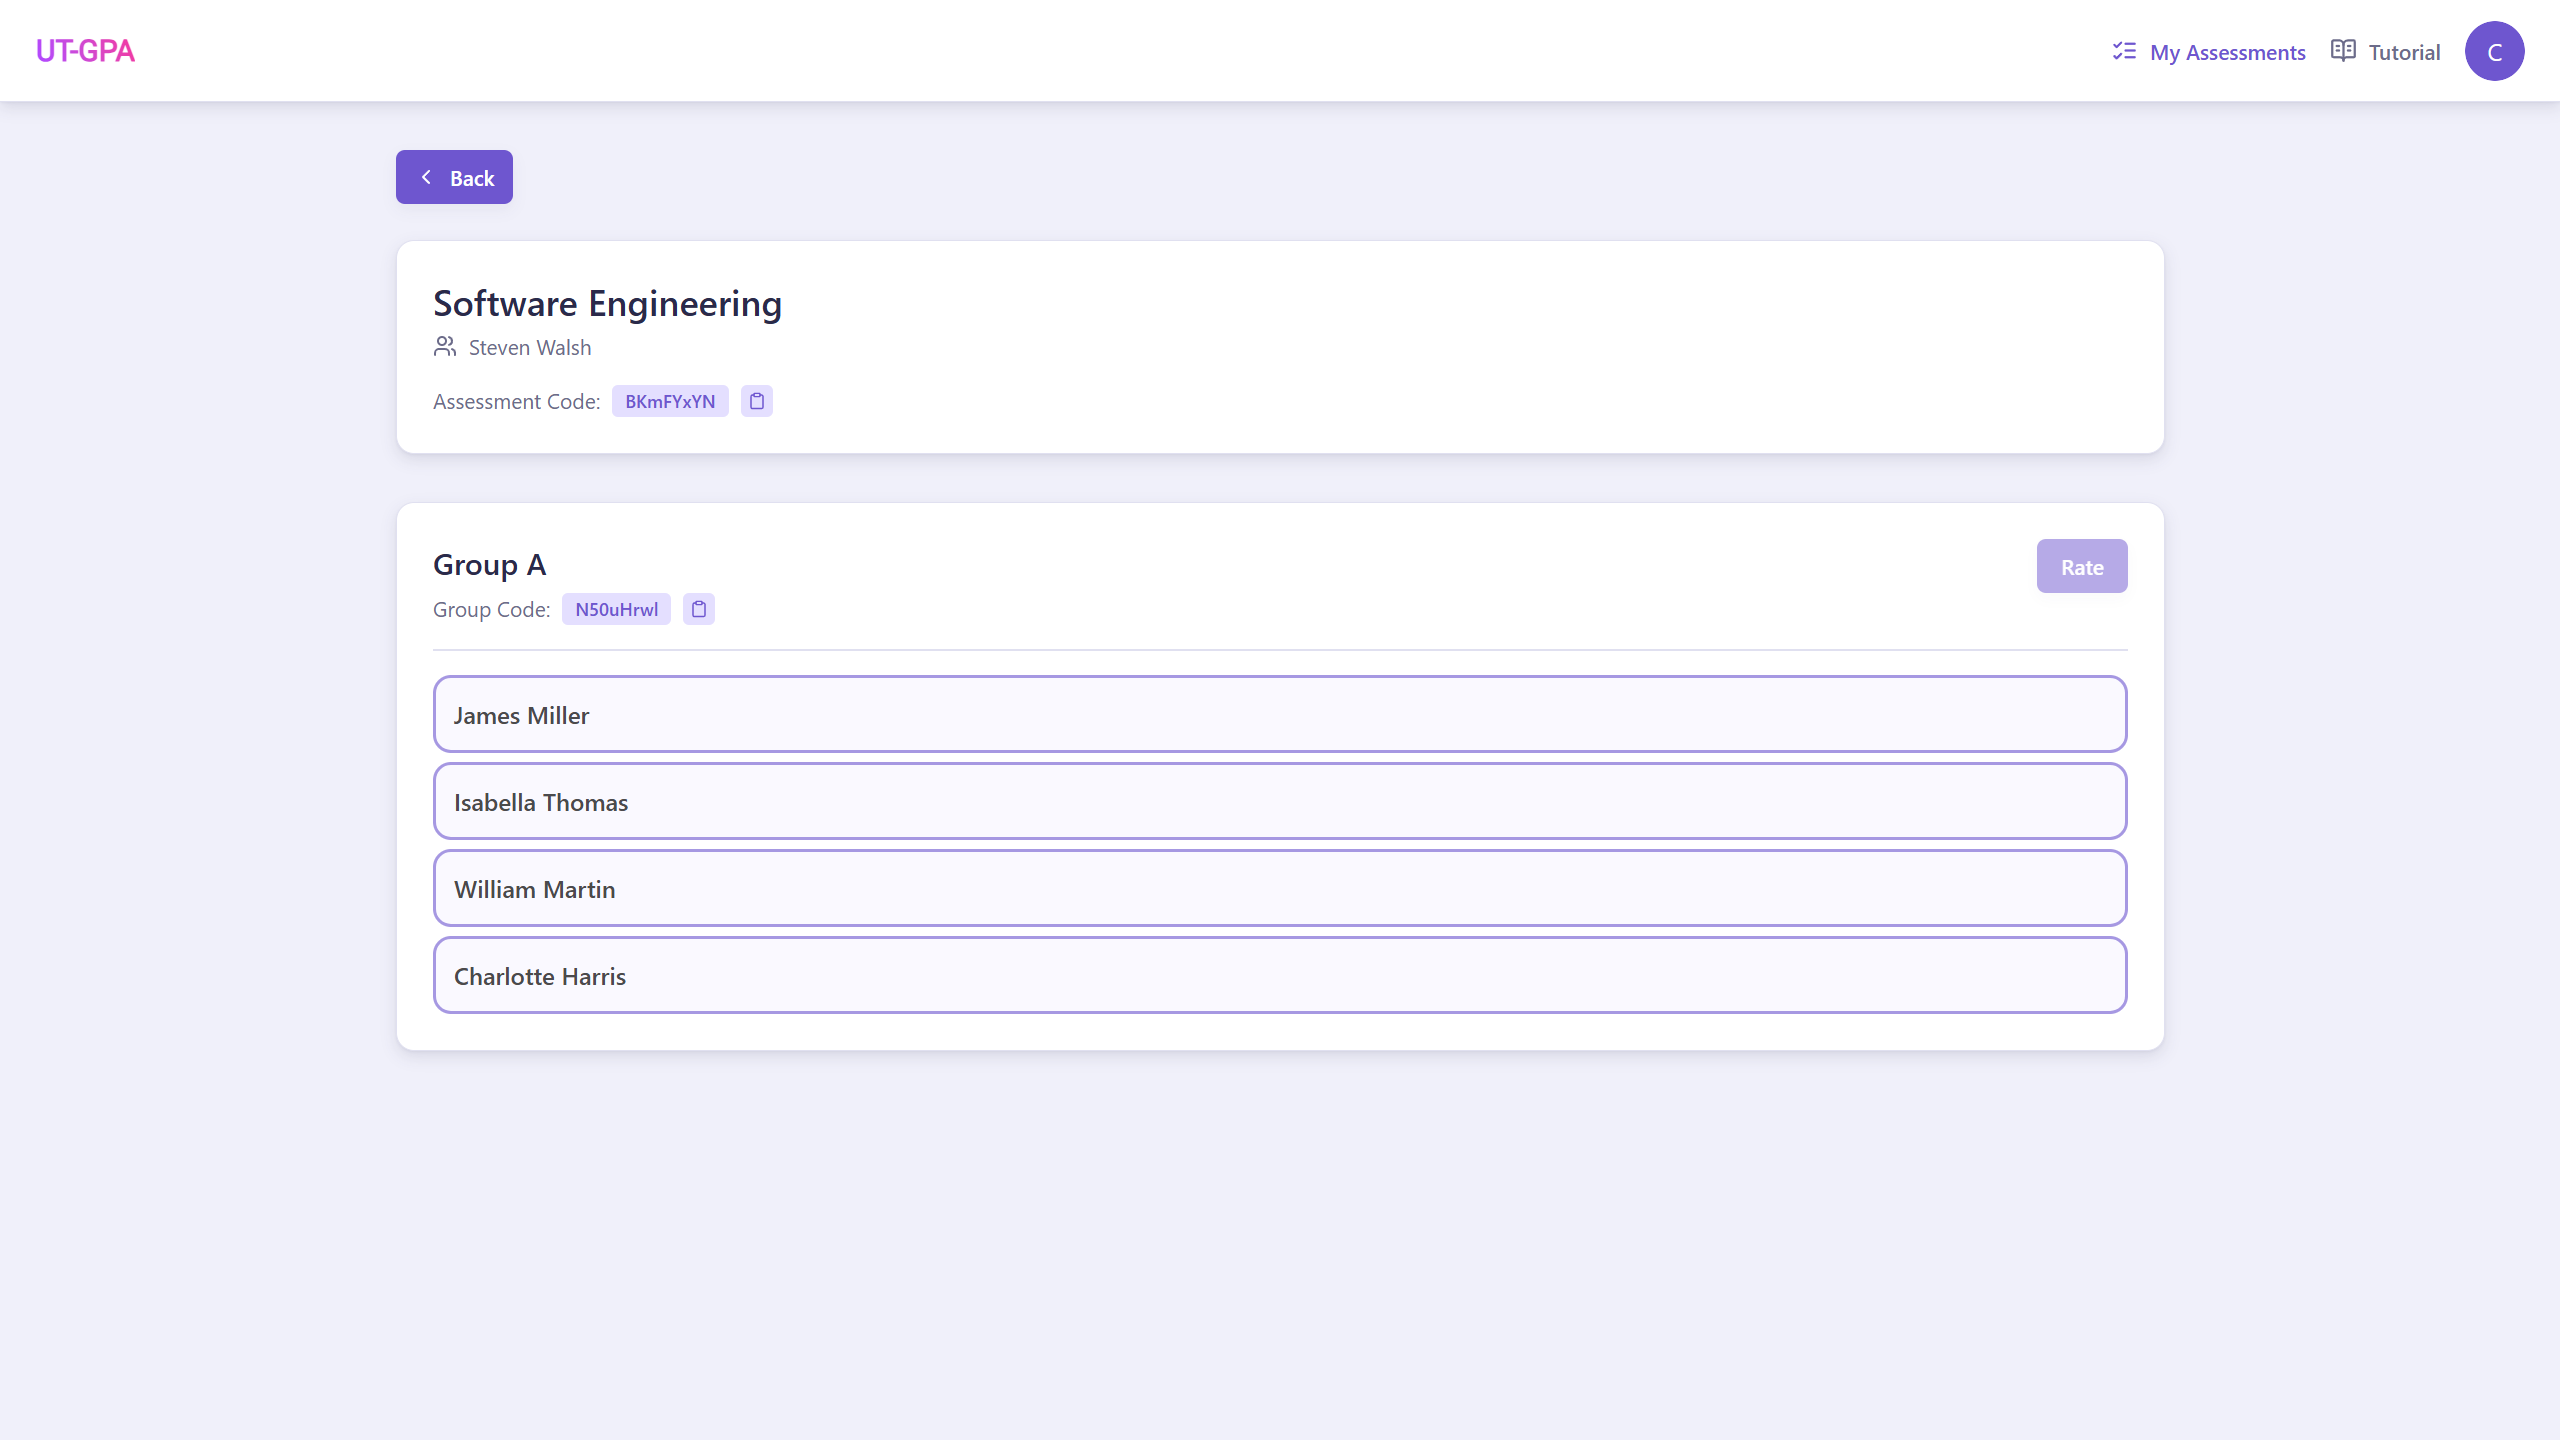 UT-GPA
My Assessments
Tutorial
C
Back
Software Engineering
Steven Walsh
Assessment Code: BKmFYxYN
Group A
Rate
Group Code: N50uHrwl
James Miller
Isabella Thomas
William Martin
Charlotte Harris